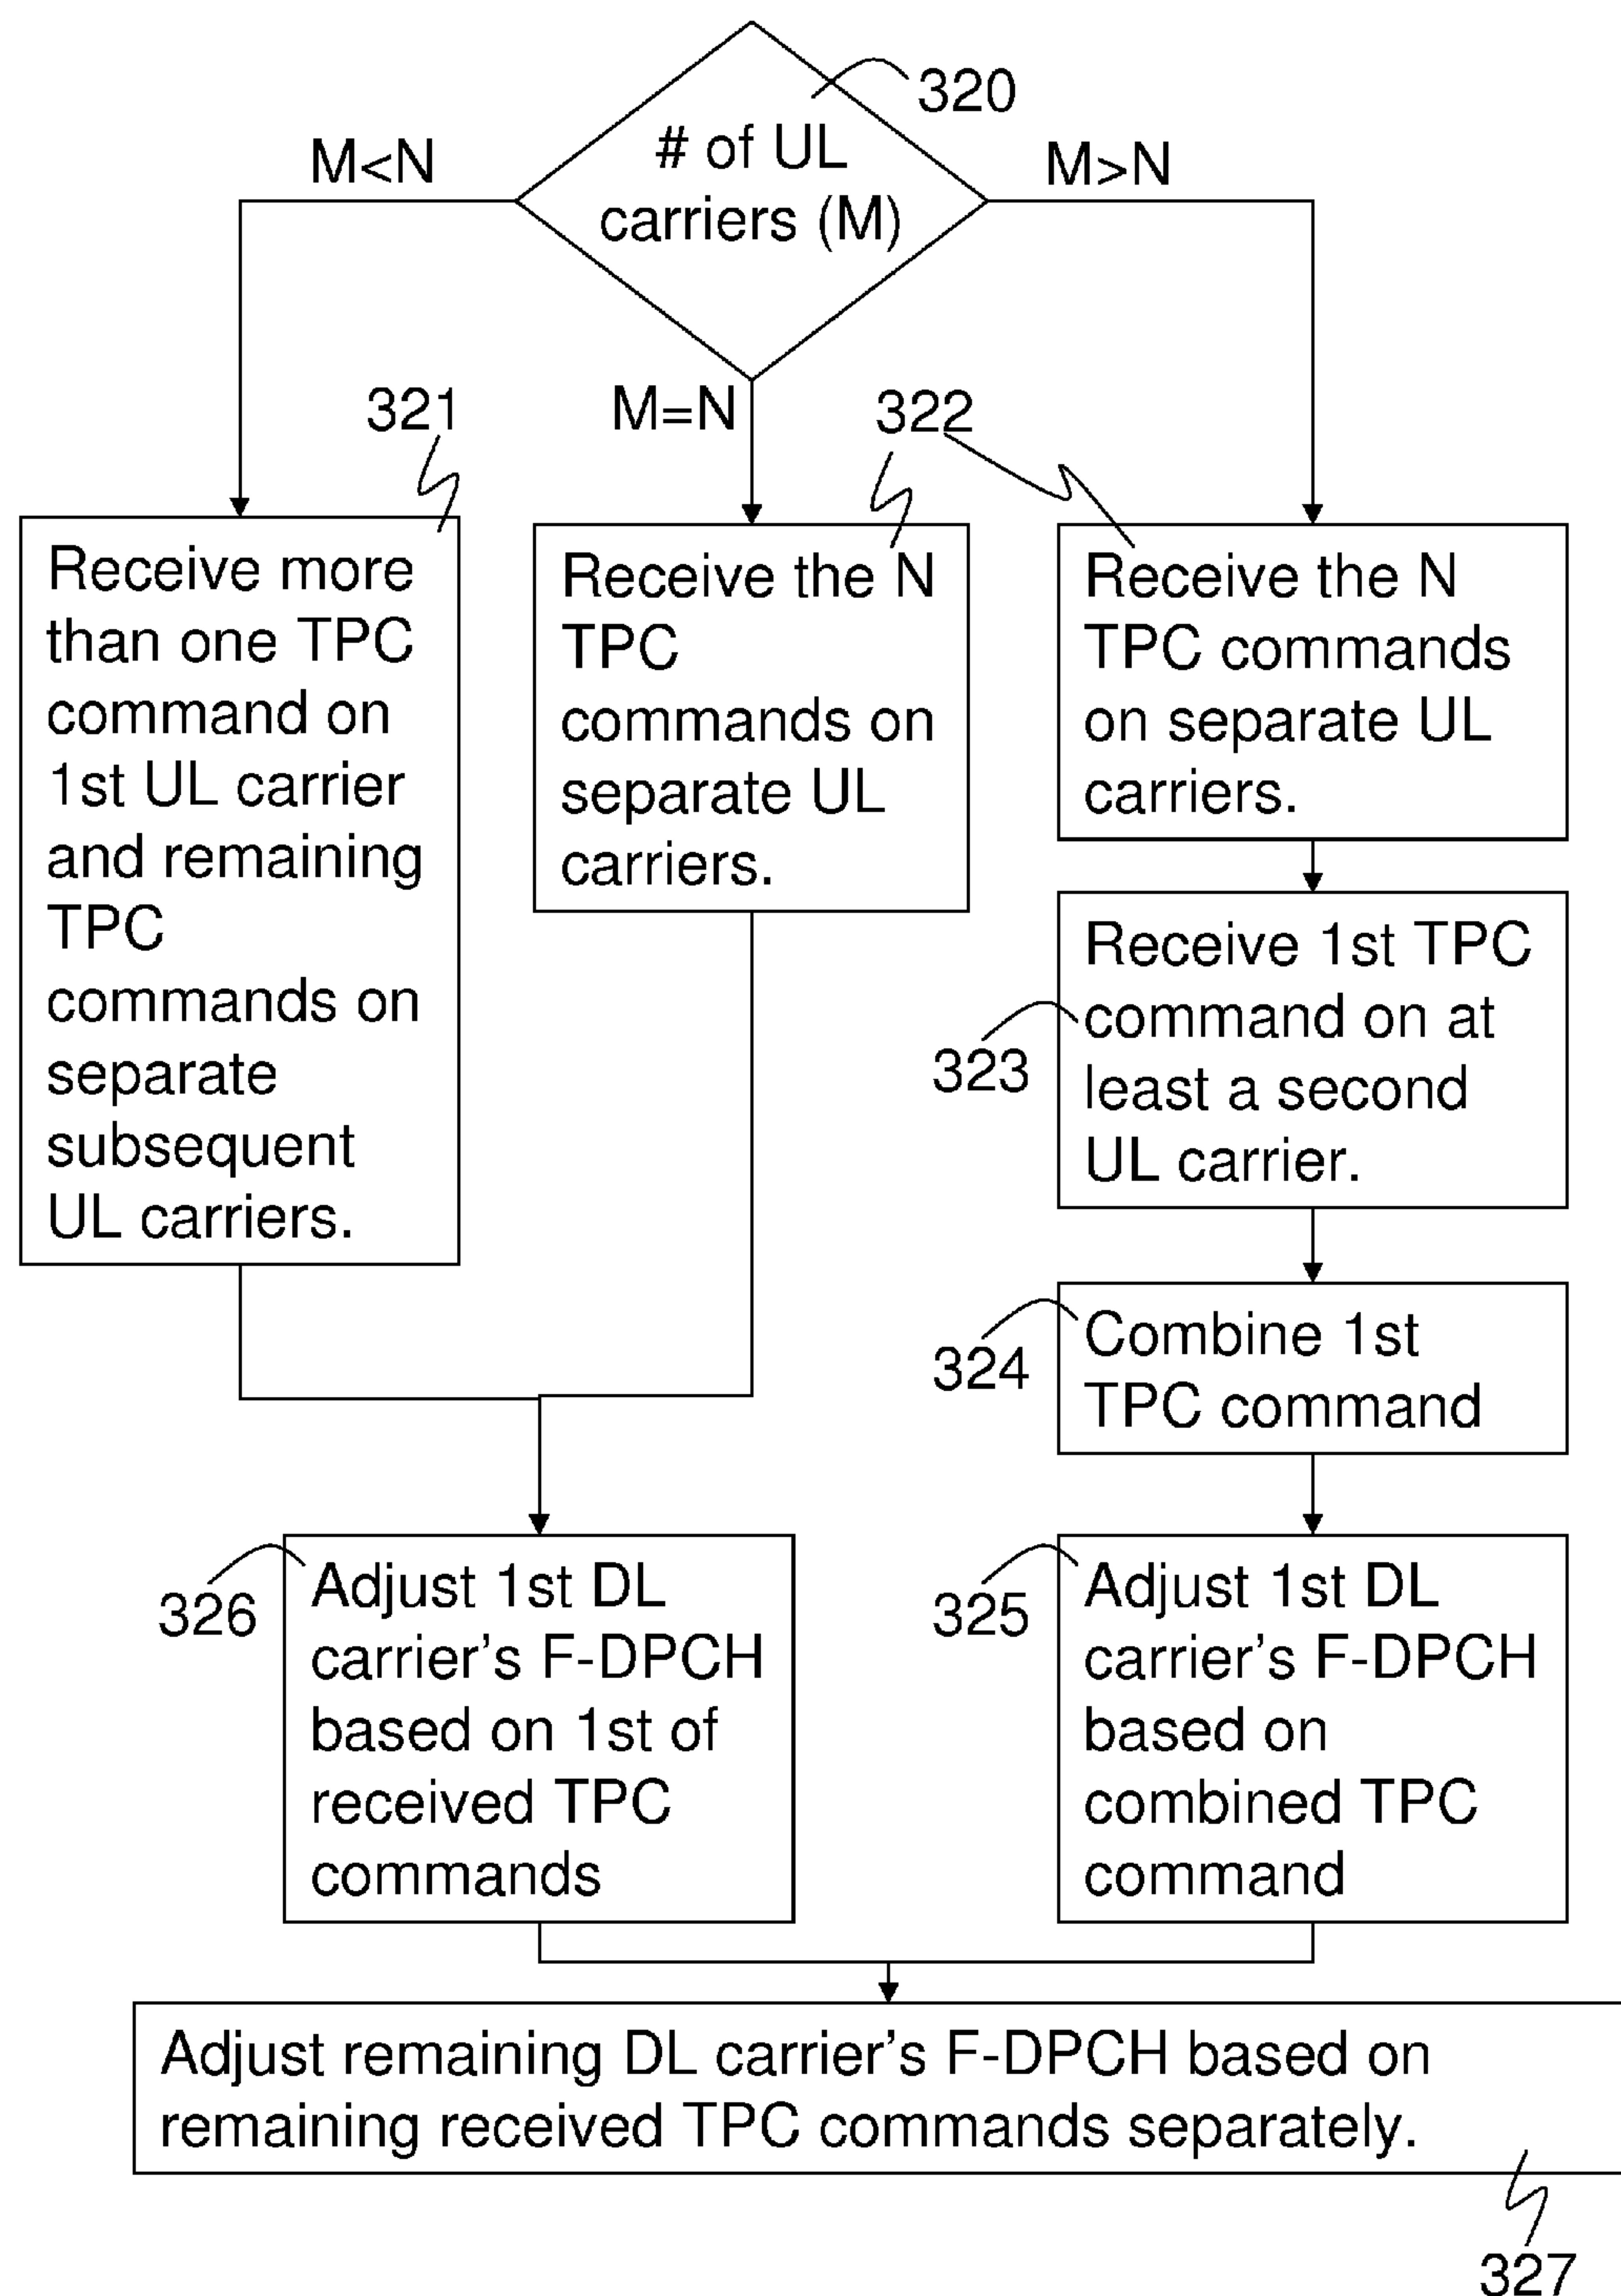 320
# of UL
carriers (M)
M<N
M>N
M=N
321
322
Receive more
than one TPC
command on
1st UL carrier
and remaining
TPC
commands on
separate
subsequent
UL carriers.
Receive the N
TPC
commands on
separate UL
carriers.
Receive the N
TPC commands
on separate UL
carriers.
323
Receive 1st TPC
command on at
least a second
UL carrier.
324
Combine 1st
TPC command
326
Adjust 1st DL
carrier's F-DPCH
based on 1st of
received TPC
commands
325
Adjust 1st DL
carrier's F-DPCH
based on
combined TPC
command
Adjust remaining DL carrier's F-DPCH based on
remaining received TPC commands separately.
327